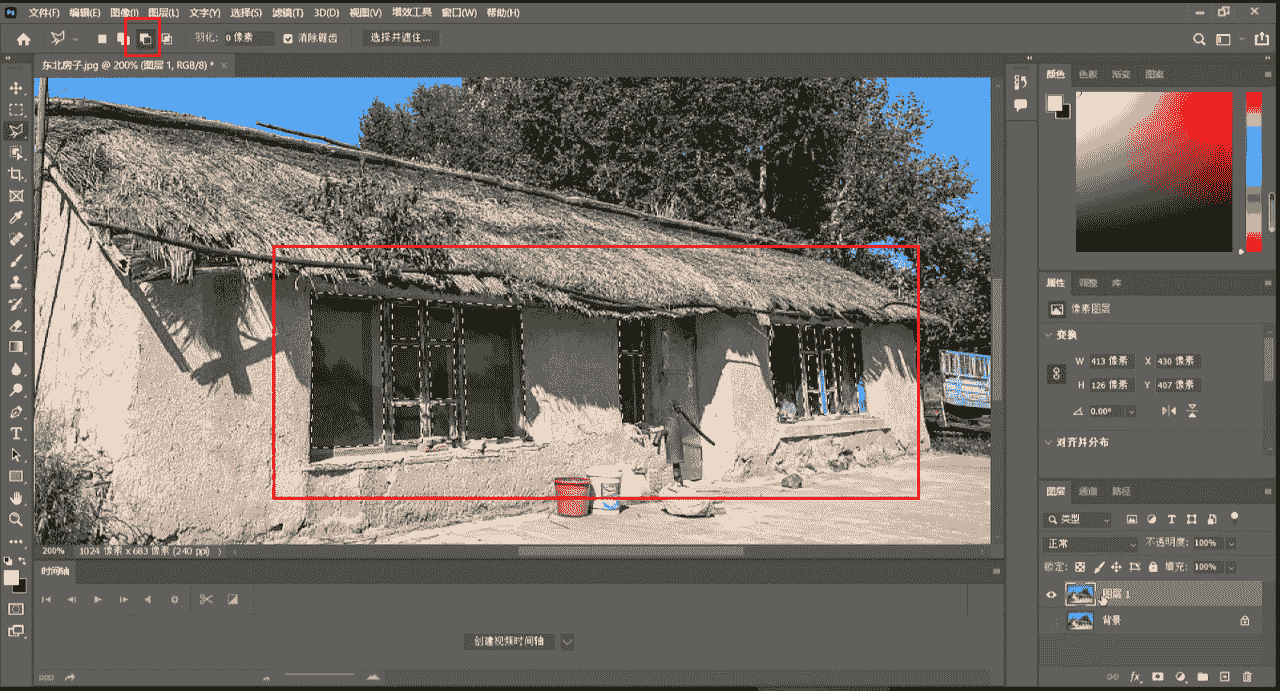 Ps 文件(F) 编辑(E) 图像(I) 图层(L) 文字(Y) 选择(S) 滤镜(T) 3D(D) 视图(V) 增效工具 窗口(W) 帮助(H)
羽化: 0 像素 消除锯齿 选择并遮住...
东北房子.jpg @ 200% (图层 1, RGB/8) * ×
颜色 色板 渐变 图案
属性 调整 库
像素图层
变换
W 413 像素 X 430 像素
H 126 像素 Y 407 像素
0.00°
对齐并分布
图层 通道 路径
类型
正常 不透明度: 100%
锁定: 填充: 100%
图层 1
背景
fx
200% 1024 像素 x 683 像素 (240 ppi)
时间轴
创建视频时间轴